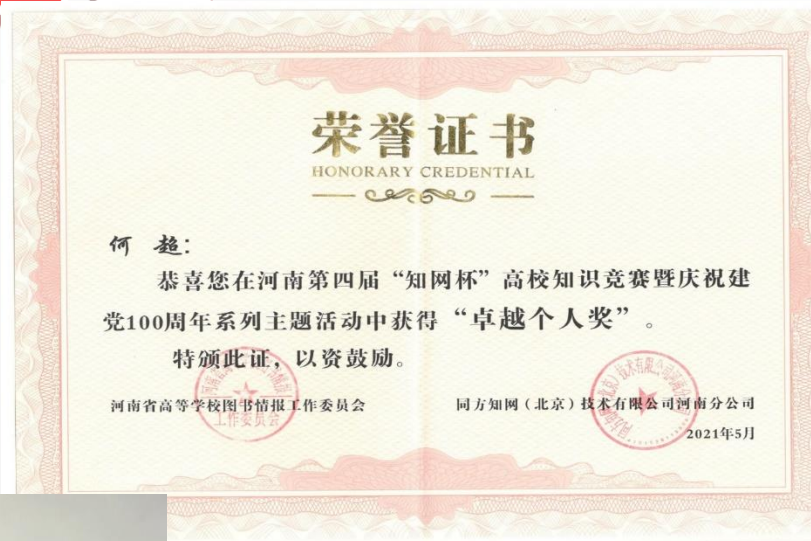 荣誉证书
HONORARY CREDENTIAL
何 超：
恭喜您在河南第四届“知网杯”高校知识竞赛暨庆祝建
党100周年系列主题活动中获得“卓越个人奖”。
特颁此证，以资鼓励。
河南省高等学校图书情报工作委员会
工作委员会
同方知网（北京）技术有限公司河南分公司
2021年5月